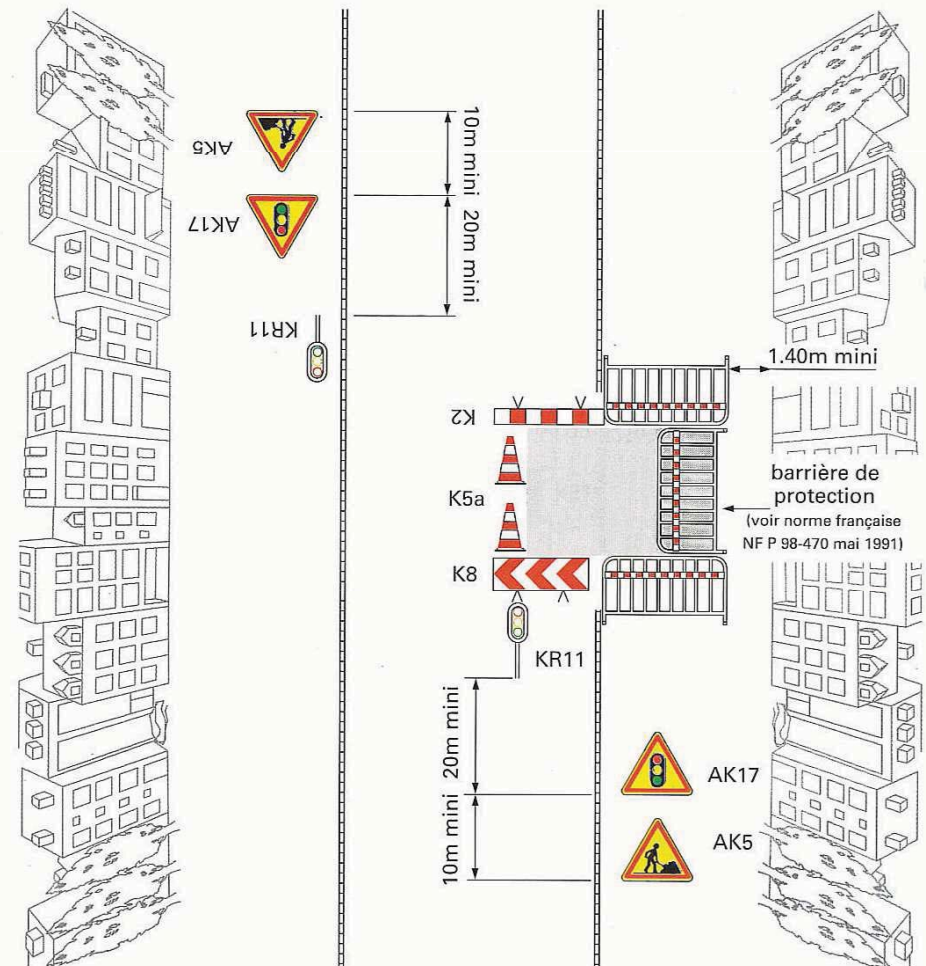 AK5
10m mini
AK17
20m mini
KR11
1.40m mini
K2
barrière de
protection
(voir norme française
NF P 98-470 mai 1991)
K5a
K8
KR11
20m mini
AK17
10m mini
AK5